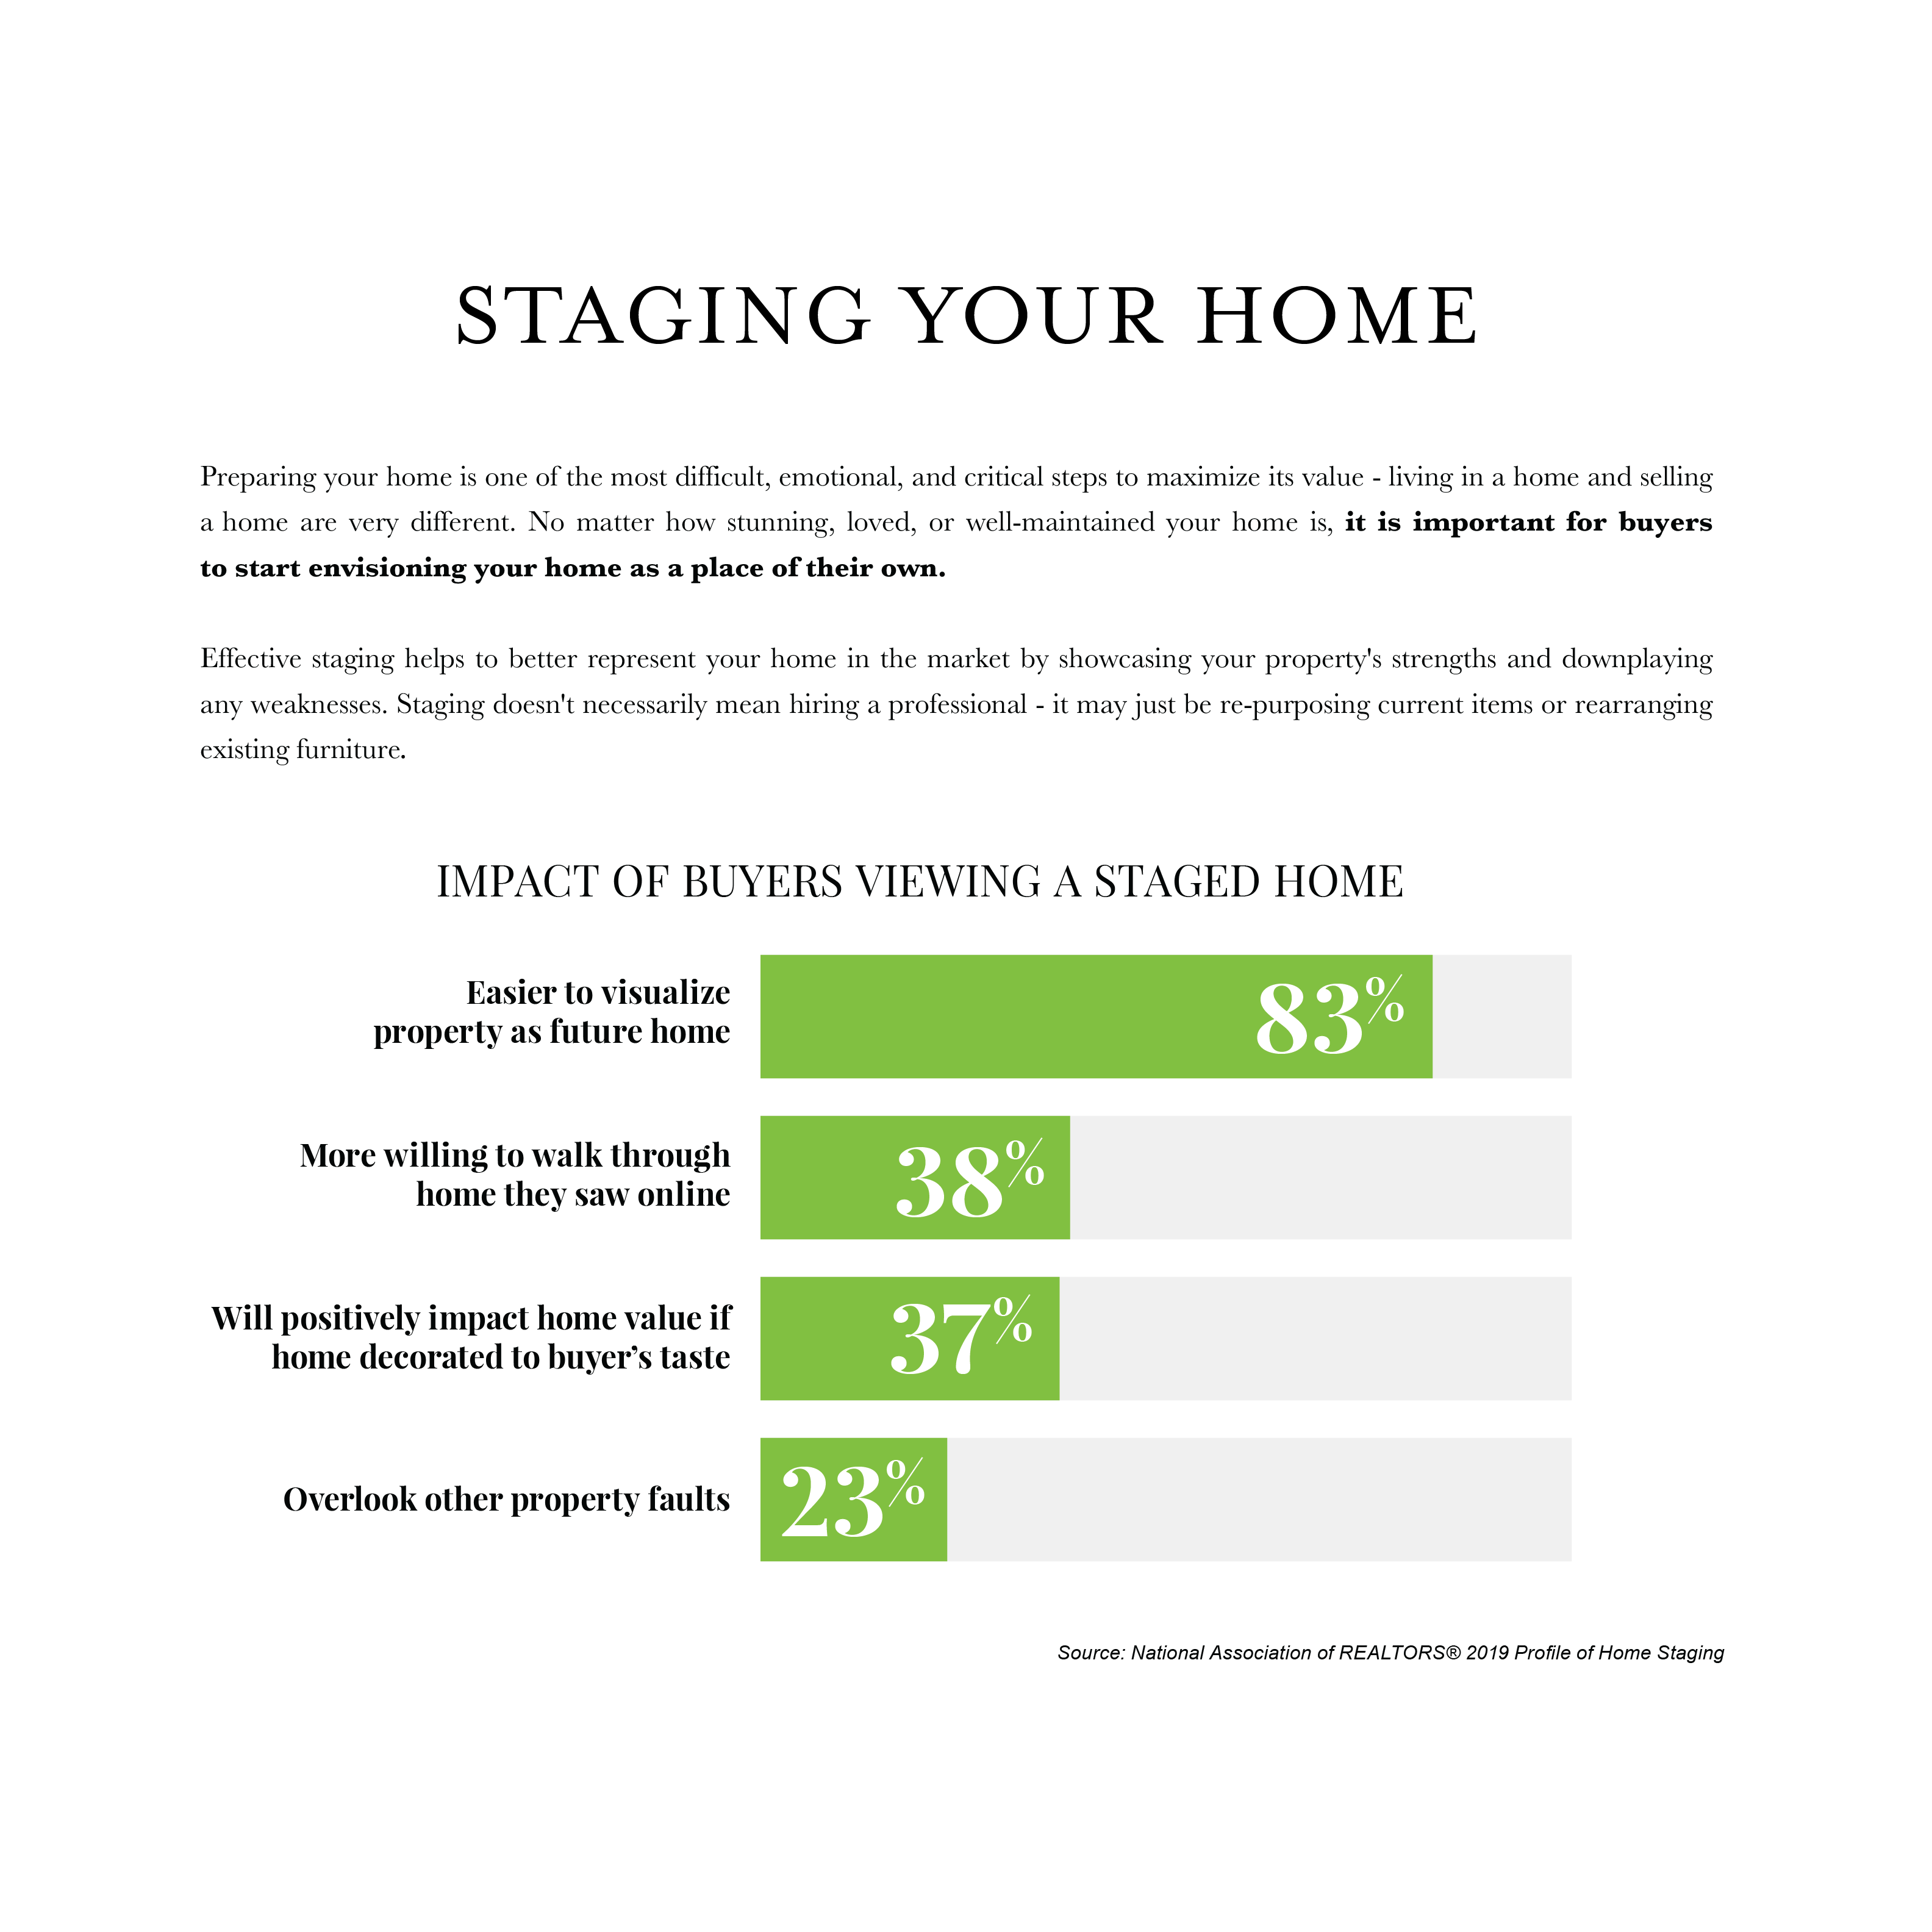 STAGING YOUR HOME
Preparing your home is one of the most difficult, emotional, and critical steps to maximize its value - living in a home and selling
a home are very different. No matter how stunning, loved, or well-maintained your home is, it is important for buyers
to start envisioning your home as a place of their own.
Effective staging helps to better represent your home in the market by showcasing your property's strengths and downplaying
any weaknesses. Staging doesn't necessarily mean hiring a professional - it may just be re-purposing current items or rearranging
existing furniture.
IMPACT OF BUYERS VIEWING A STAGED HOME
Easier to visualize
property as future home
83%
More willing to walk through
home they saw online
38%
Will positively impact home value if
home decorated to buyer’s taste
37%
Overlook other property faults
23%
Source: National Association of REALTORS® 2019 Profile of Home Staging